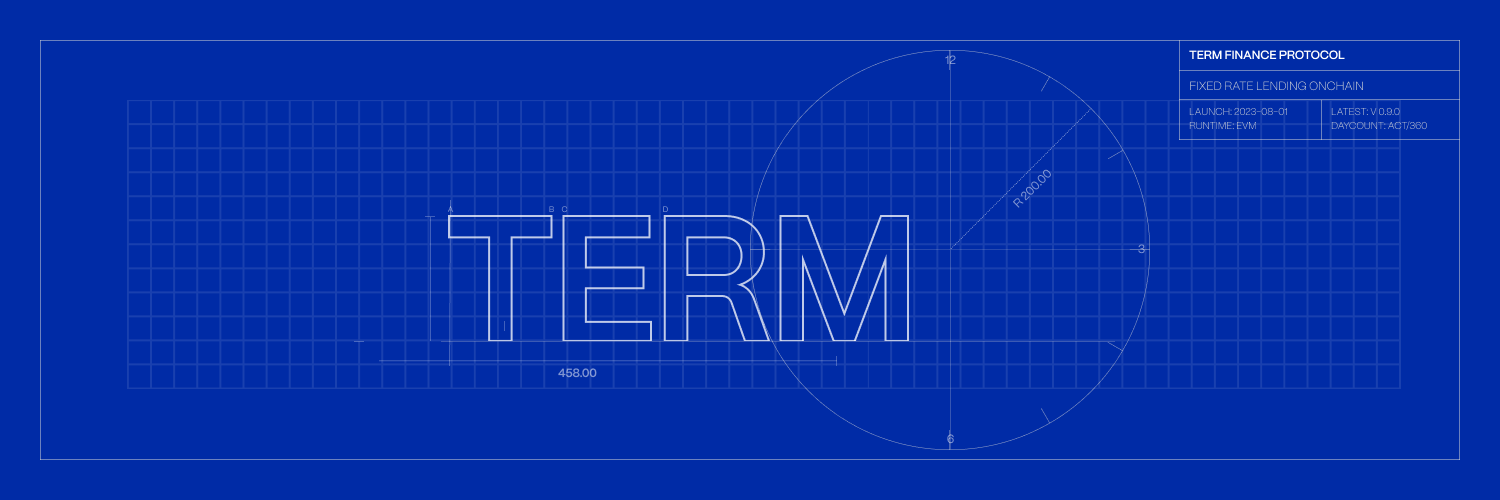 TERM FINANCE PROTOCOL
FIXED RATE LENDING ONCHAIN
LAUNCH: 2023-08-01
RUNTIME: EVM
LATEST: V 0.9.0
DAYCOUNT: ACT/360
12
R 200.00
A B C D
TERM
3
458.00
6